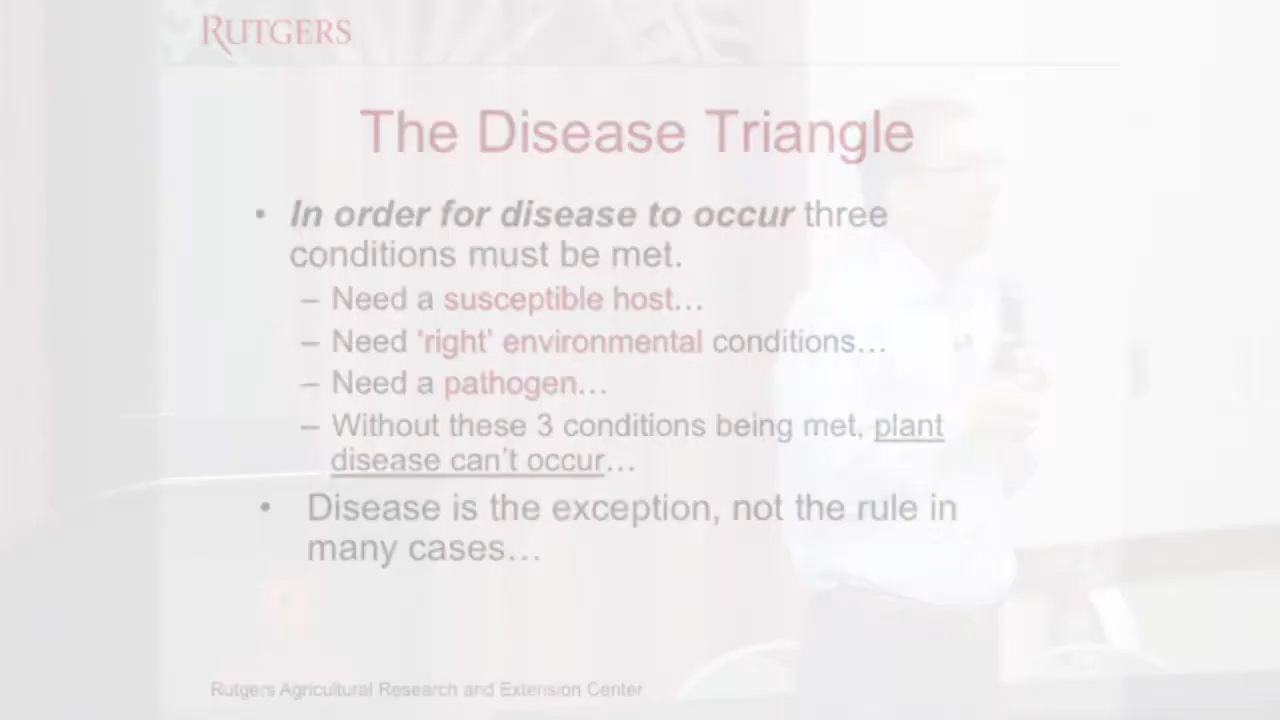 RUTGERS
The Disease Triangle
• In order for disease to occur three
conditions must be met.
– Need a susceptible host…
– Need ‘right’ environmental conditions…
– Need a pathogen…
– Without these 3 conditions being met, plant
disease can’t occur…
• Disease is the exception, not the rule in
many cases…
Rutgers Agricultural Research and Extension Center